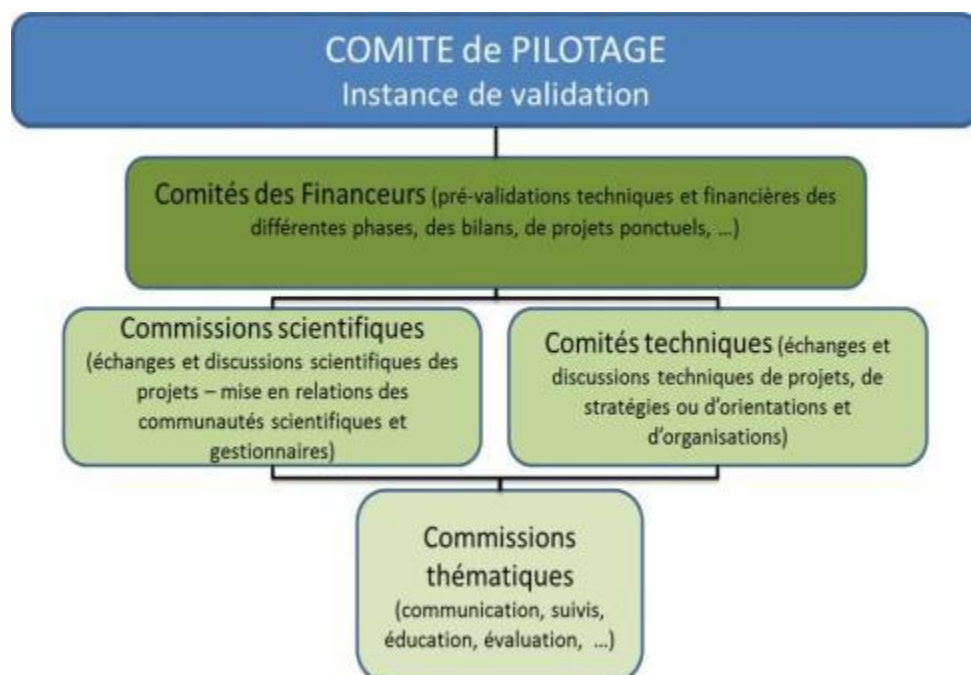 COMITE de PILOTAGE
Instance de validation
Comités des Financeurs (pré-validations techniques et financières des
différentes phases, des bilans, de projets ponctuels, ...)
Commissions scientifiques
(échanges et discussions scientifiques des
projets – mise en relations des
communautés scientifiques et
gestionnaires)
Comités techniques (échanges et
discussions techniques de projets, de
stratégies ou d'orientations et
d'organisations)
Commissions
thématiques
(communication, suivis,
éducation, évaluation, ...)